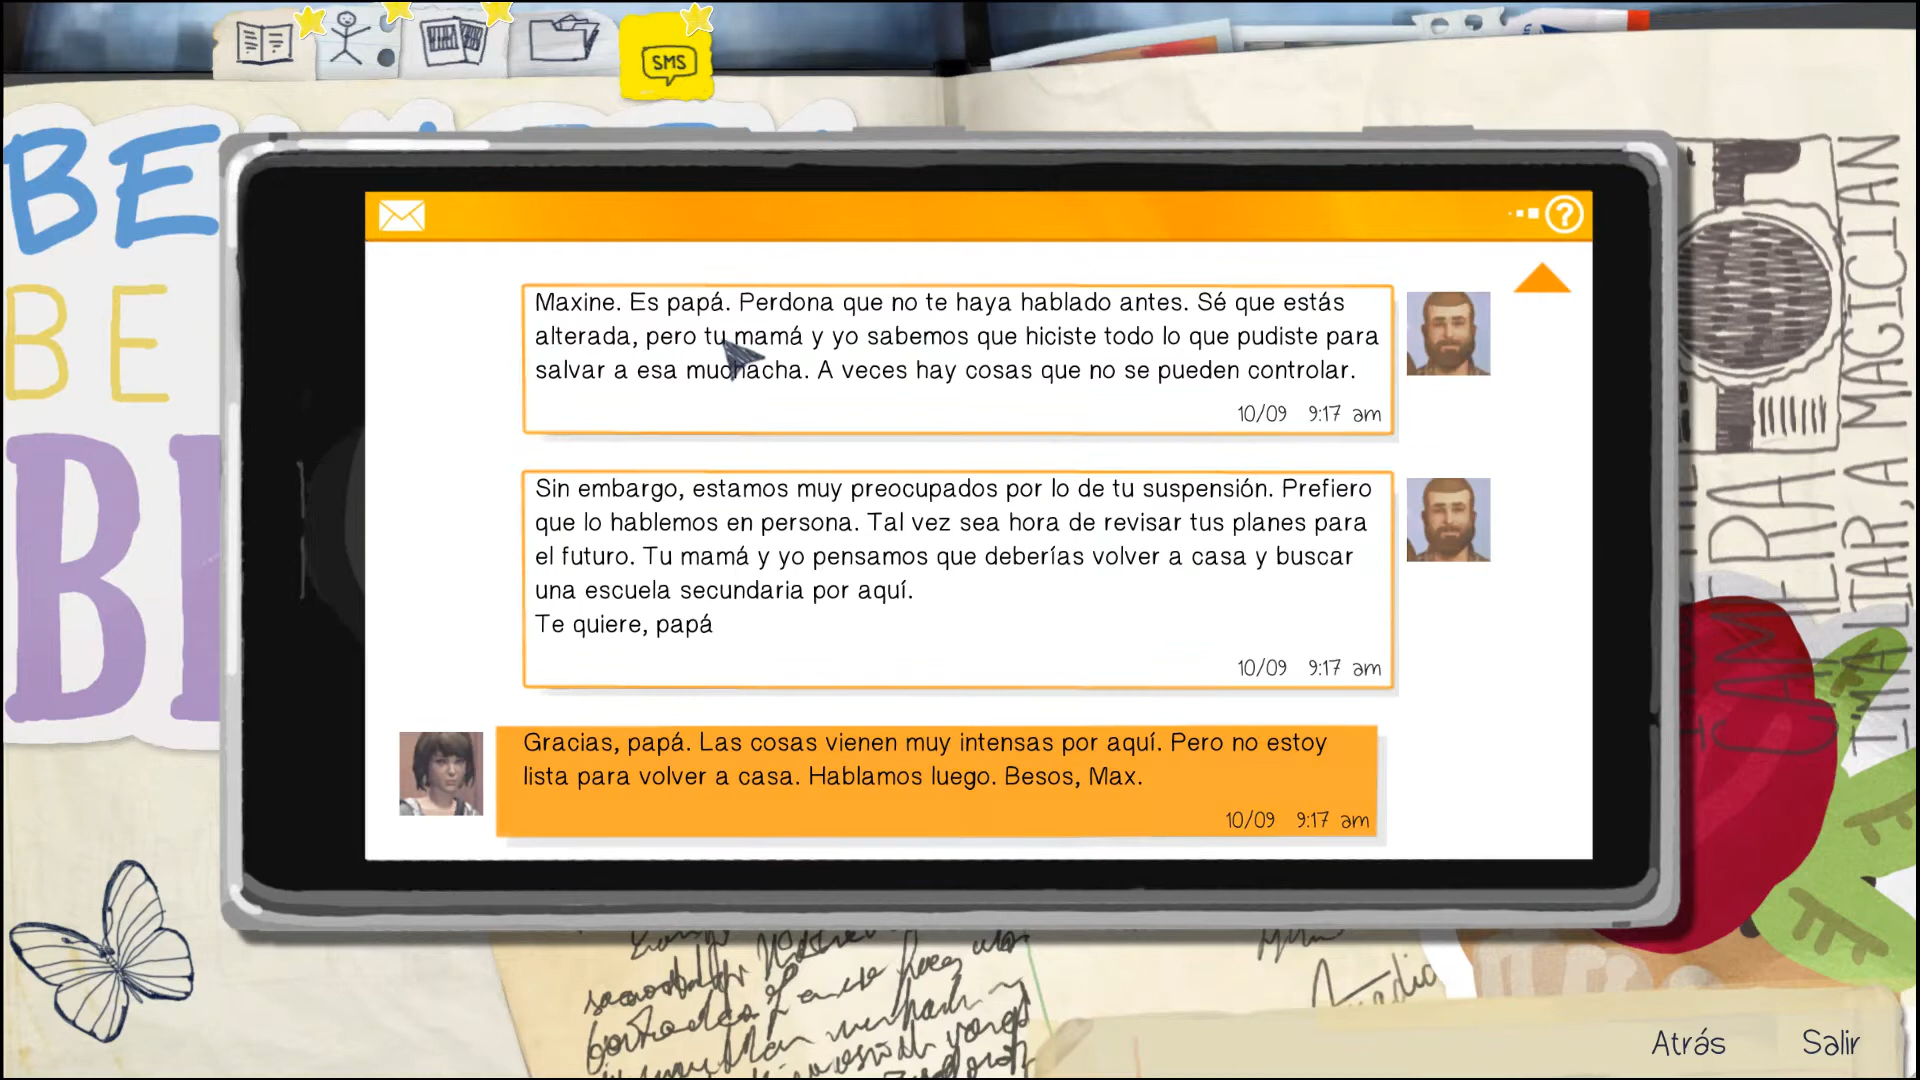 SMS
BE
BE
Maxine. Es papá. Perdona que no te haya hablado antes. Sé que estás
alterada, pero tu mamá y yo sabemos que hiciste todo lo que pudiste para
salvar a esa muchacha. A veces hay cosas que no se pueden controlar.
10/09 9:17 am
Sin embargo, estamos muy preocupados por lo de tu suspensión. Prefiero
que lo hablemos en persona. Tal vez sea hora de revisar tus planes para
el futuro. Tu mamá y yo pensamos que deberías volver a casa y buscar
una escuela secundaria por aquí.
Te quiere, papá
10/09 9:17 am
Gracias, papá. Las cosas vienen muy intensas por aquí. Pero no estoy
lista para volver a casa. Hablamos luego. Besos, Max.
10/09 9:17 am
CAMERA
A MAGICIAN
Atrás
Salir